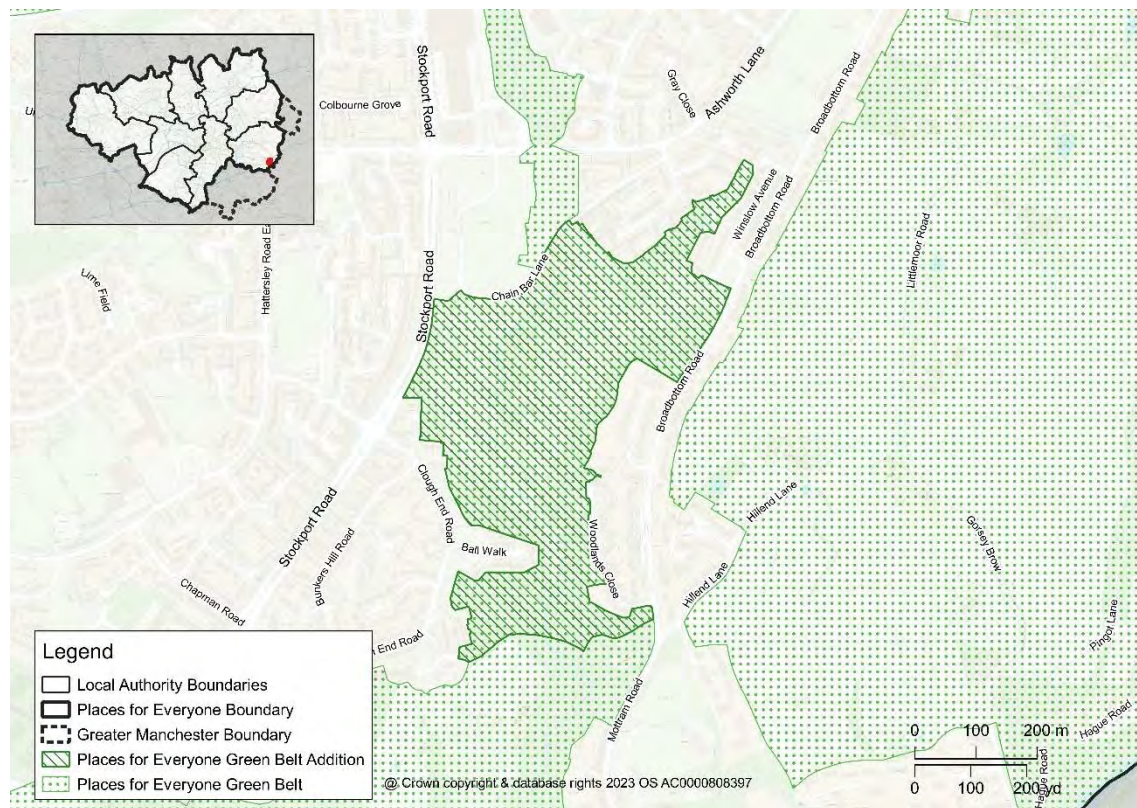 Colbourne Grove
Stockport Road
Gray Close
Ashworth Lane
Broadbottom Road
Winslow Avenue
Broadbottom Road
Littlemoor Road
Lime Field
Stockport Road
Chain Bar Lane
Broadbottom Road
Clough End Road
Ball Walk
Woodlands Close
Hillend Lane
Gorsey Brow
Stockport Road
Bunkers Hill Road
Chapman Road
Hillend Lane
Pingot Lane
End Road
Mottram Road
Hague Road
Hague Road
Legend
Local Authority Boundaries
Places for Everyone Boundary
Greater Manchester Boundary
Places for Everyone Green Belt Addition
Places for Everyone Green Belt
@ Crown copyright & database rights 2023 OS AC0000808397
0 100 200 m
0 100 200 yd
Hattersley Road Ea